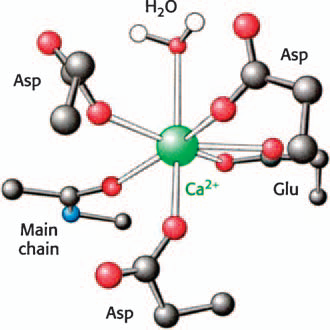 H₂O
Asp
Asp
Ca²⁺
Glu
Main
chain
Asp